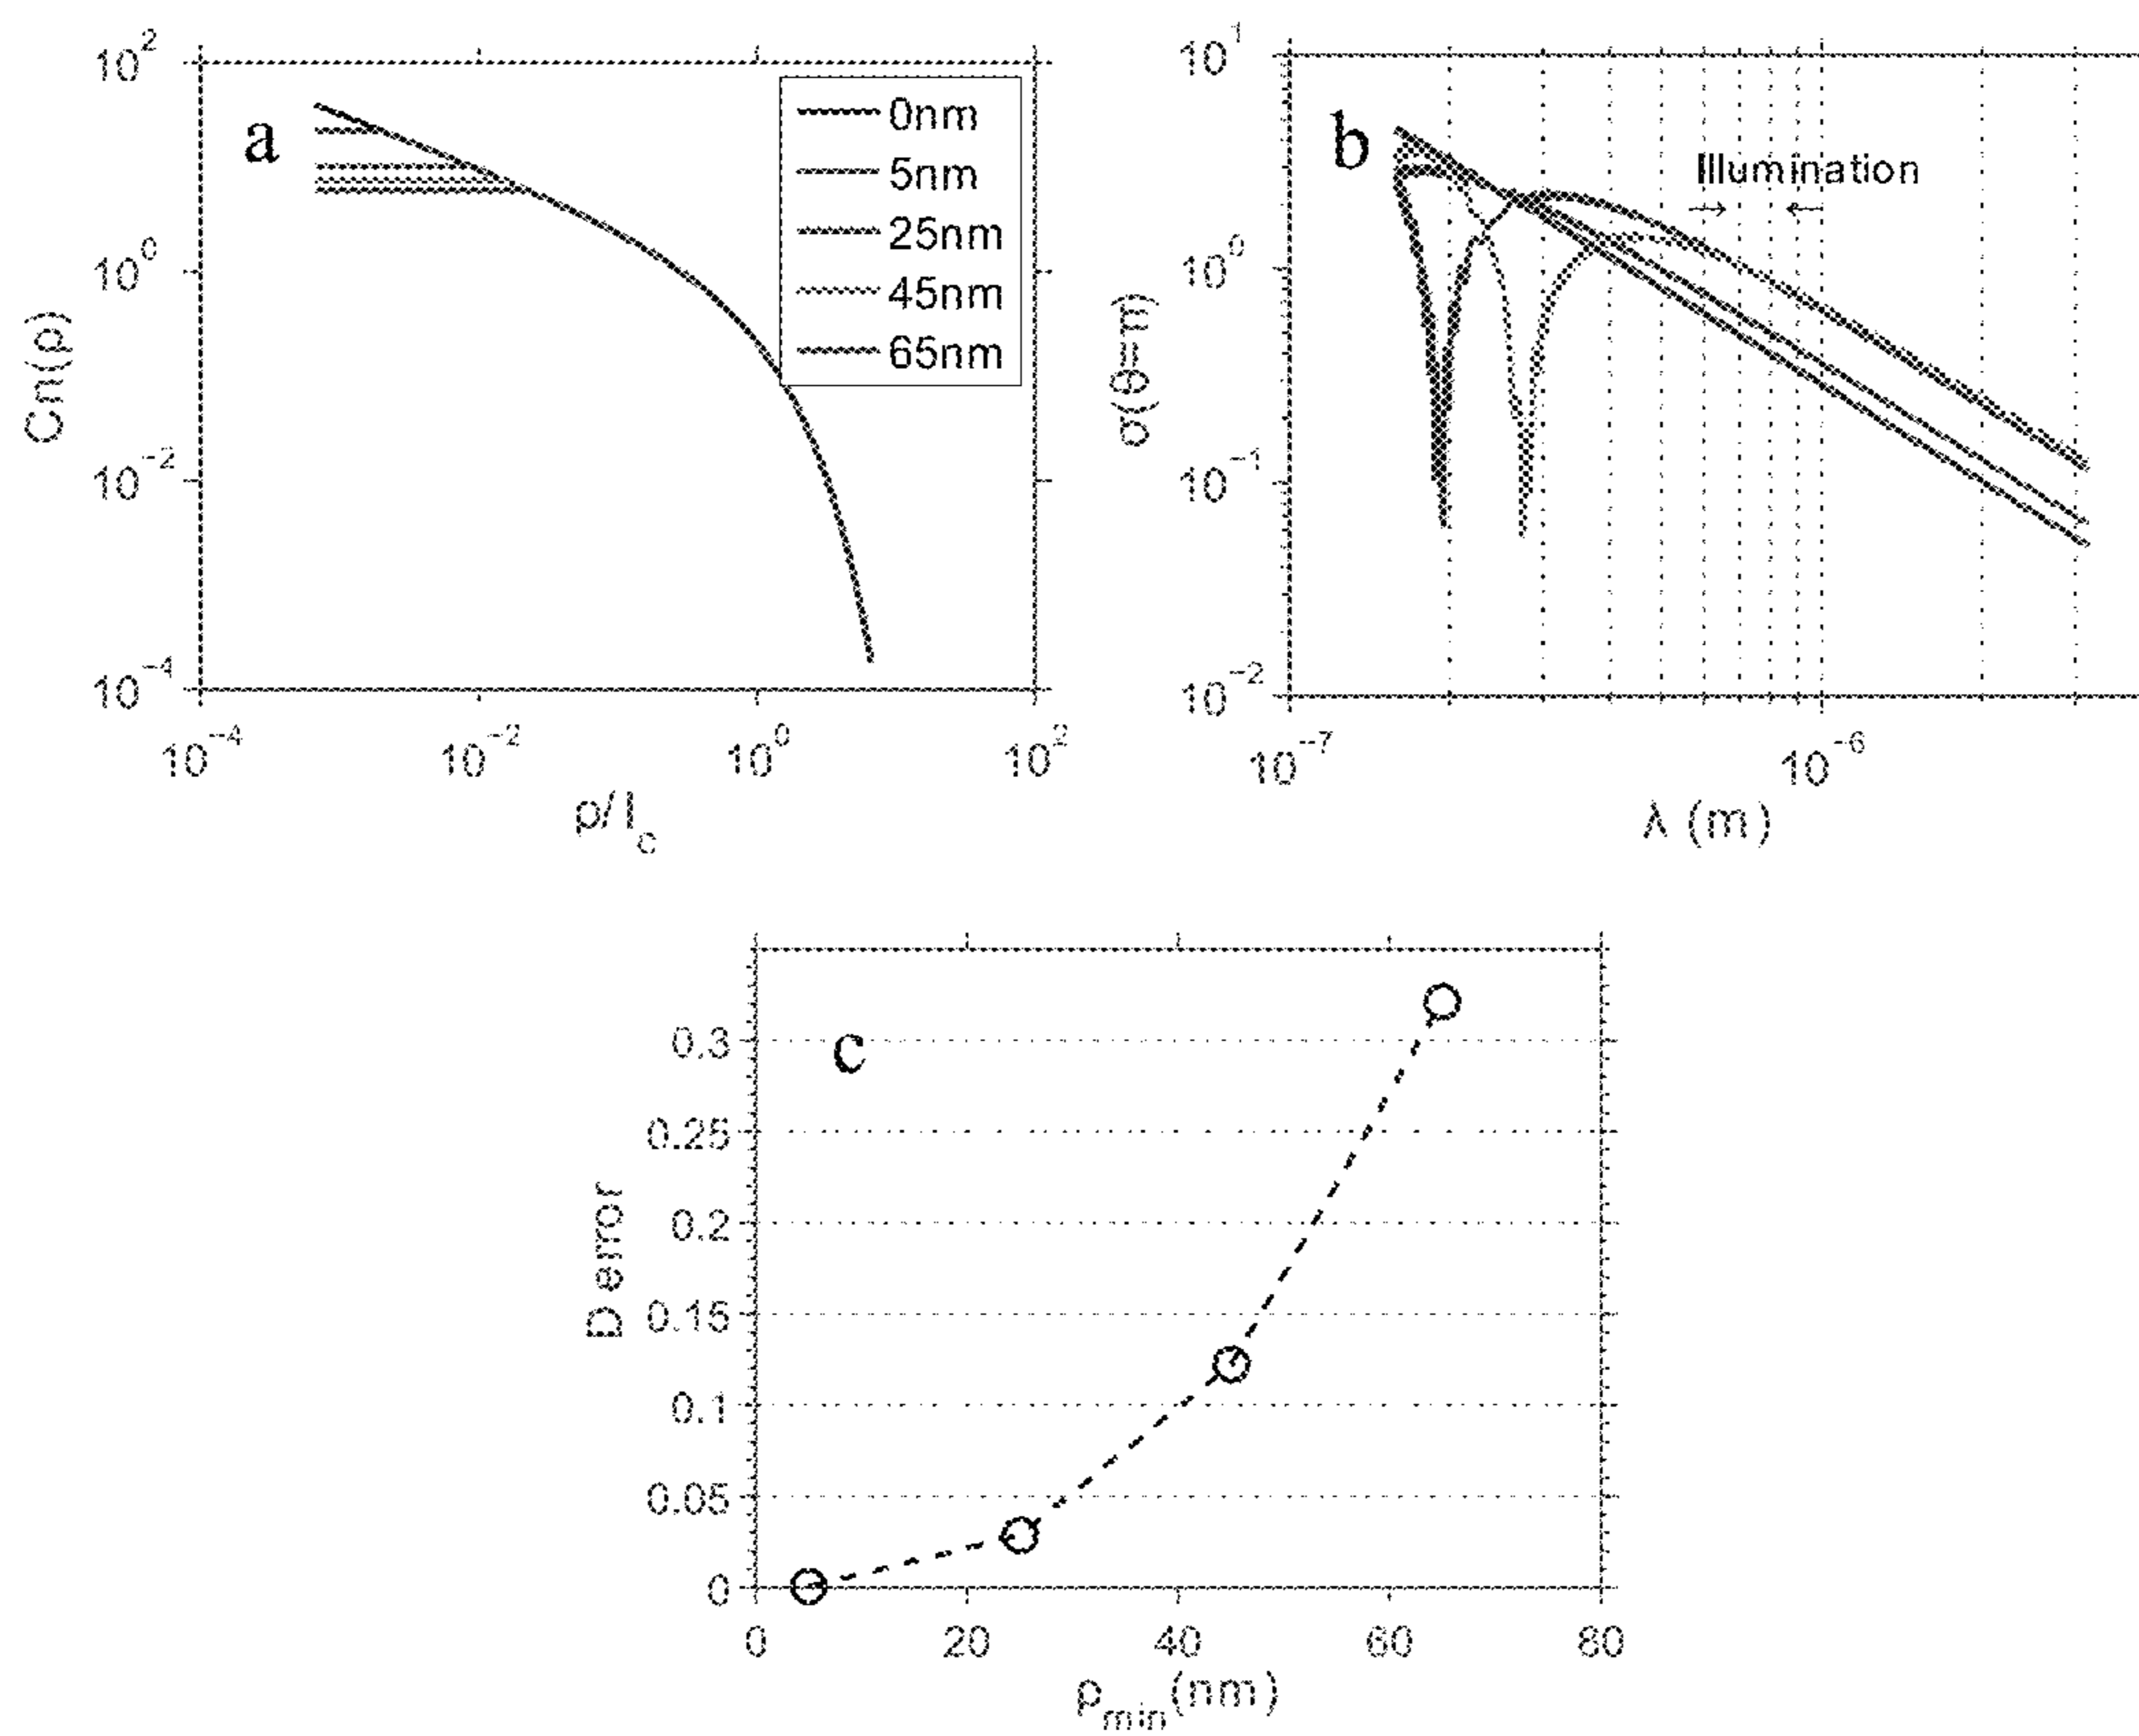 a
Cn(ρ)
10^2
10^0
10^-2
10^-4
0nm
5nm
25nm
45nm
65nm
10^-4
10^-2
10^0
10^2
ρ/l_c
b
σ(θ=π)
10^1
10^0
10^-1
10^-2
Illumination
→ ←
10^-7
10^-6
λ (m)
c
D error
0.3
0.25
0.2
0.15
0.1
0.05
0
0 20 40 60 80
ρ_min(nm)